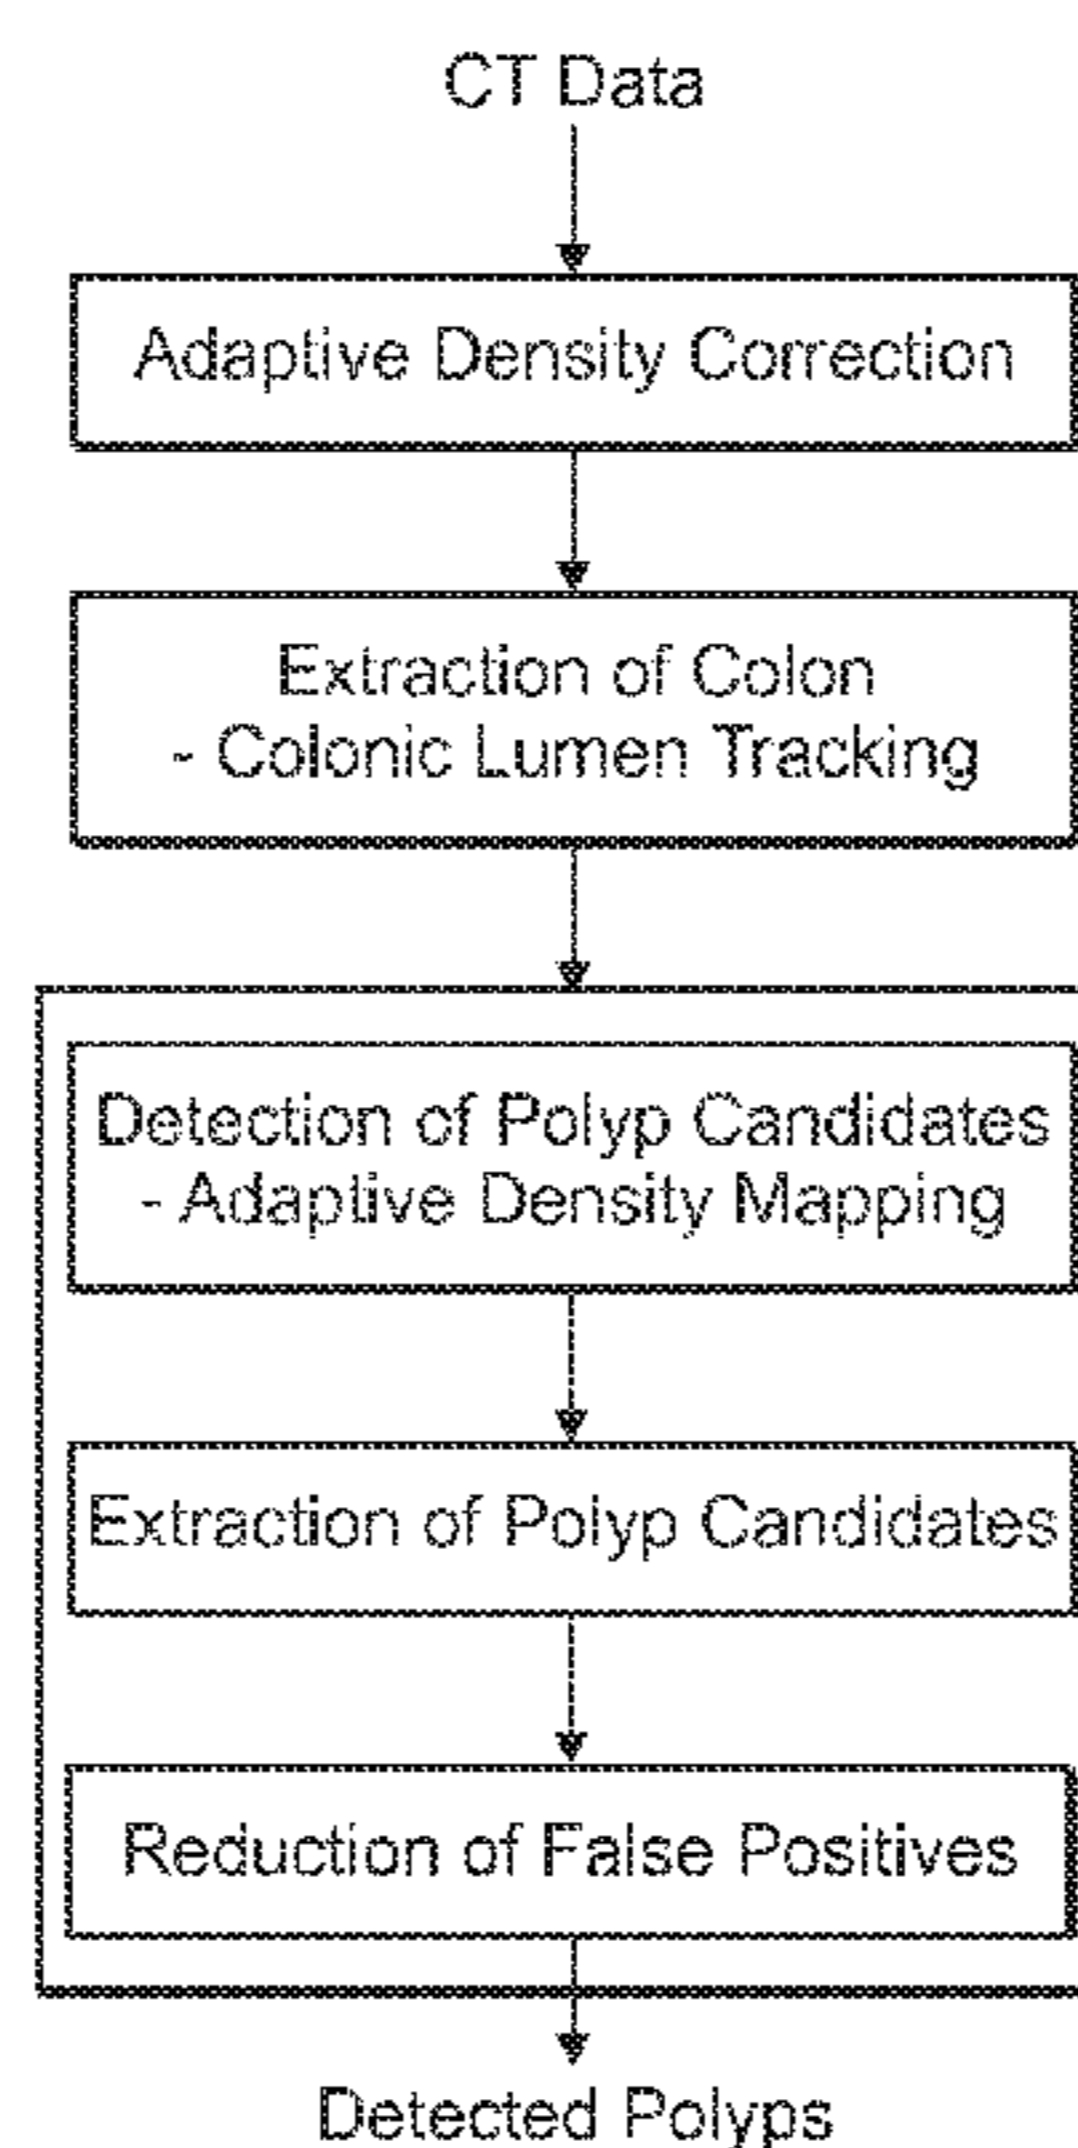 CT Data
Adaptive Density Correction
Extraction of Colon
- Colonic Lumen Tracking
Detection of Polyp Candidates
- Adaptive Density Mapping
Extraction of Polyp Candidates
Reduction of False Positives
Detected Polyps